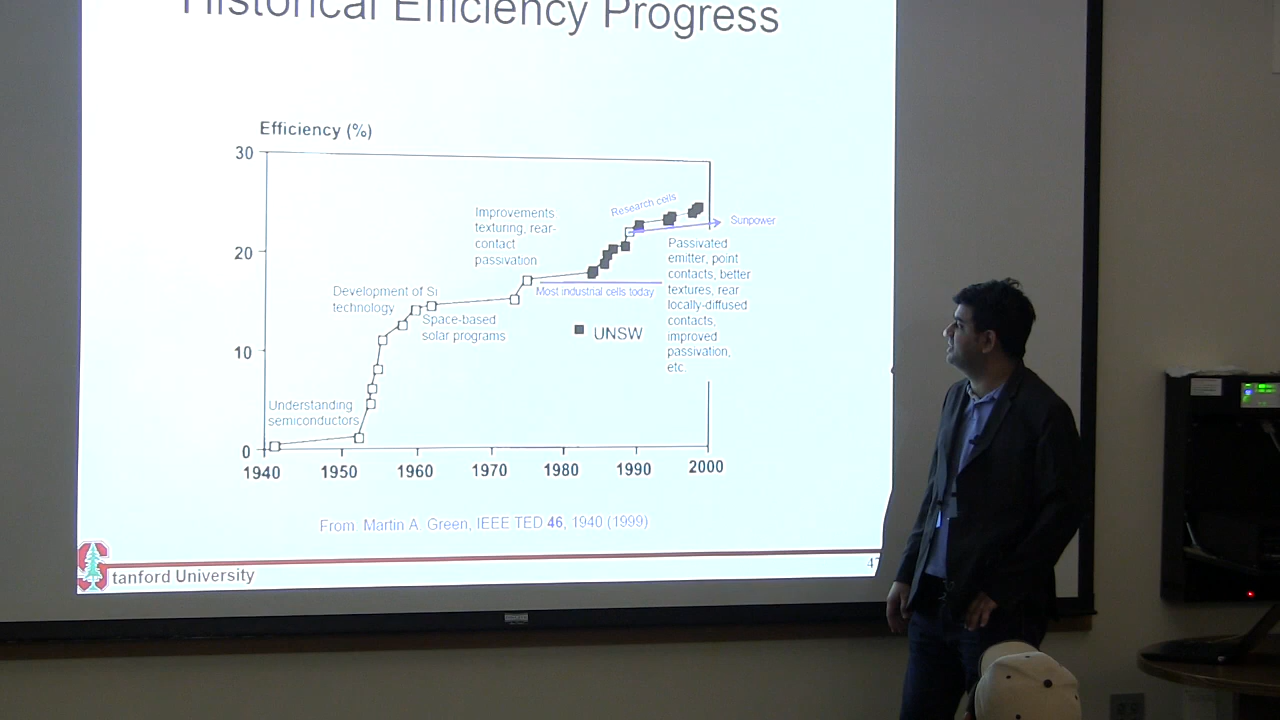 Historical Efficiency Progress
Efficiency (%)
30
20
10
0
1940
1950
1960
1970
1980
1990
2000
Understanding
semiconductors
Development of Si
technology
Space-based
solar programs
Improvements
texturing, rear-
contact
passivation
Most industrial cells today
Research cells
Sunpower
UNSW
Passivated
emitter, point
contacts, better
textures, rear
locally-diffused
contacts,
improved
passivation,
etc.
From: Martin A. Green, IEEE TED 46, 1940 (1999)
Stanford University